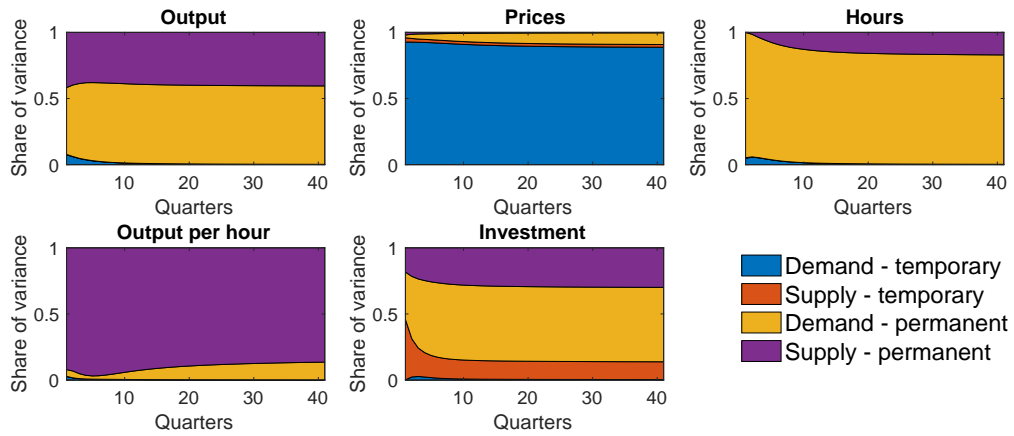 Output
Share of variance
1
0.5
0
10 20 30 40
Quarters
Prices
Share of variance
1
0.5
0
10 20 30 40
Quarters
Hours
Share of variance
1
0.5
0
10 20 30 40
Quarters
Output per hour
Share of variance
1
0.5
0
10 20 30 40
Quarters
Investment
Share of variance
1
0.5
0
10 20 30 40
Quarters
Demand - temporary
Supply - temporary
Demand - permanent
Supply - permanent